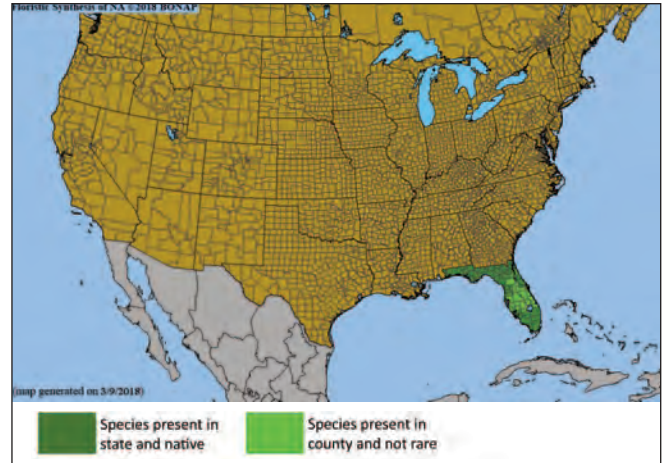 Floristic Synthesis of NA ©2018 BONAP
(map generated on 3/9/2018)
Species present in
state and native
Species present in
county and not rare